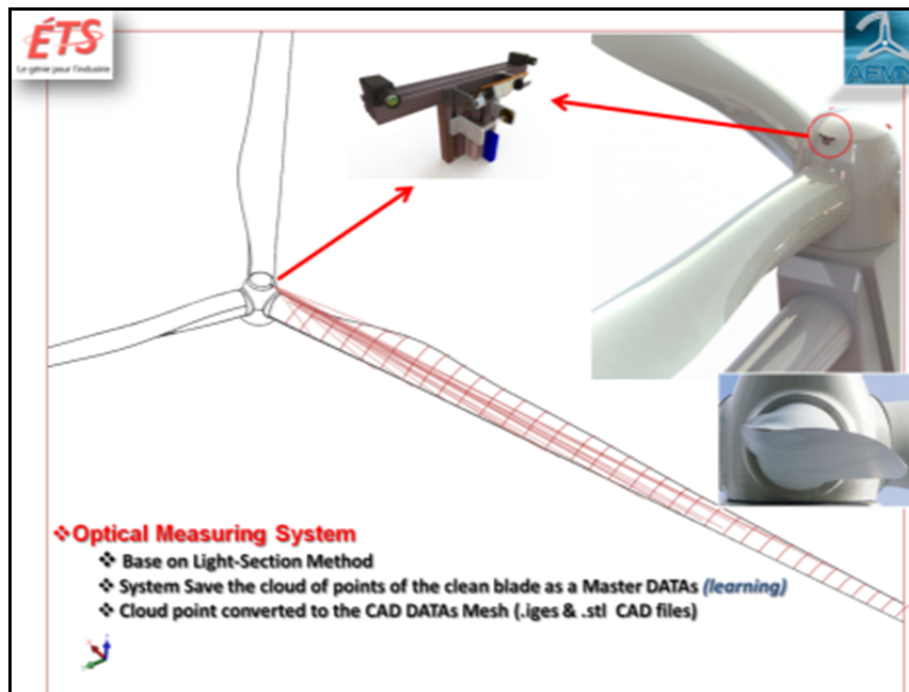 ÉTS
Le génie pour l'industrie
AEMN
❖Optical Measuring System
❖ Base on Light-Section Method
❖ System Save the cloud of points of the clean blade as a Master DATAs (learning)
❖ Cloud point converted to the CAD DATAs Mesh (.iges & .stl CAD files)